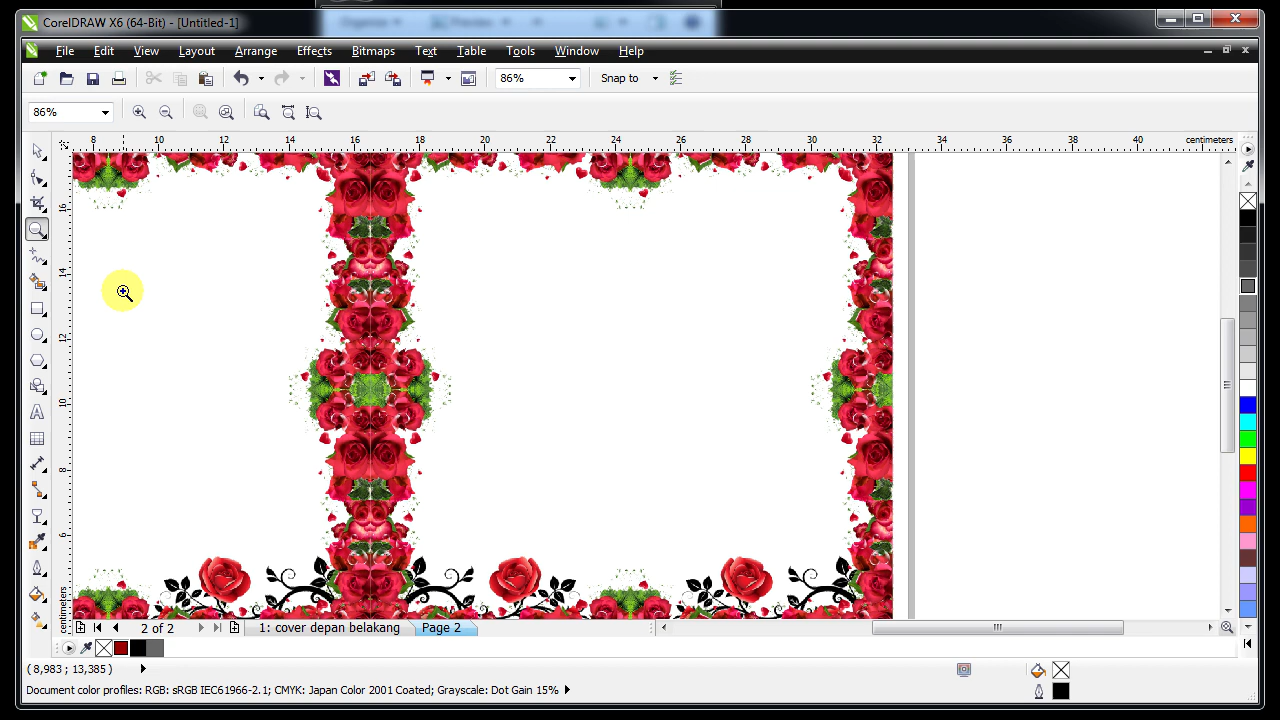 Organize Preview
CorelDRAW X6 (64-Bit) - [Untitled-1]
File Edit View Layout Arrange Effects Bitmaps Text Table Tools Window Help
86% Snap to
86%
8 10 12 14 16 18 20 22 24 26 28 30 32 34 36 38 40 centimeters
16
14
12
10
8
6
centimeters
2 of 2 1: cover depan belakang Page 2
( 8,983 ; 13,385 )
Document color profiles: RGB: sRGB IEC61966-2.1; CMYK: Japan Color 2001 Coated; Grayscale: Dot Gain 15%